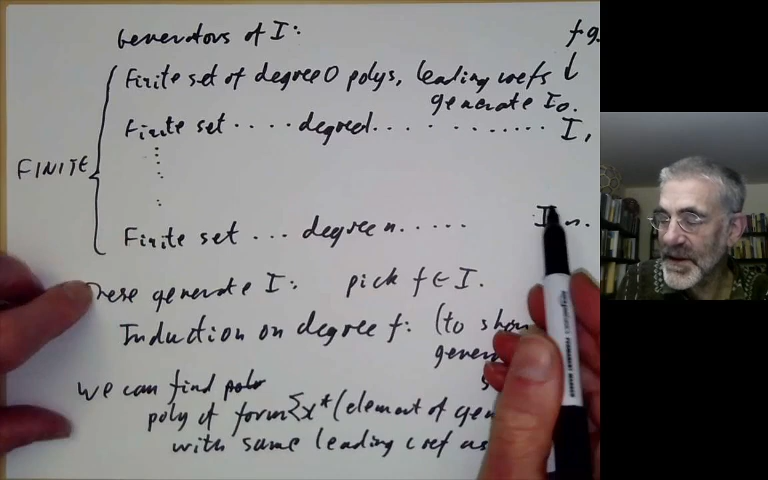 Generators of I:
f.g.
Finite set of degree 0 polys, leading coefs ↓
generate I0.
Finite set .... degree 1 .... ........ I1
FINITE
Finite set ... degree n ..... In.
These generate I: pick f ∈ I.
Induction on degree f: (to show
We can find
poly of form Σx*(element of gen
with same leading coef as